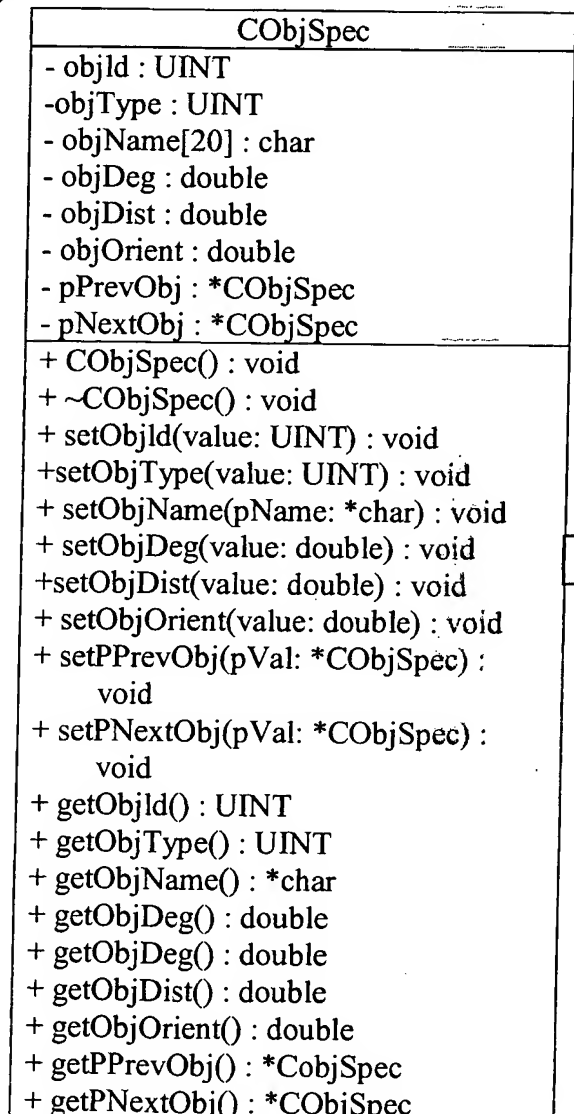 CObjSpec
- objId : UINT
-objType : UINT
- objName[20] : char
- objDeg : double
- objDist : double
- objOrient : double
- pPrevObj : *CObjSpec
- pNextObj : *CObjSpec
+ CObjSpec() : void
+ ~CObjSpec() : void
+ setObjId(value: UINT) : void
+setObjType(value: UINT) : void
+ setObjName(pName: *char) : void
+ setObjDeg(value: double) : void
+setObjDist(value: double) : void
+ setObjOrient(value: double) : void
+ setPPrevObj(pVal: *CObjSpec) :
void
+ setPNextObj(pVal: *CObjSpec) :
void
+ getObjId() : UINT
+ getObjType() : UINT
+ getObjName() : *char
+ getObjDeg() : double
+ getObjDeg() : double
+ getObjDist() : double
+ getObjOrient() : double
+ getPPrevObj() : *CobjSpec
+ getPNextObj() : *CObjSpec